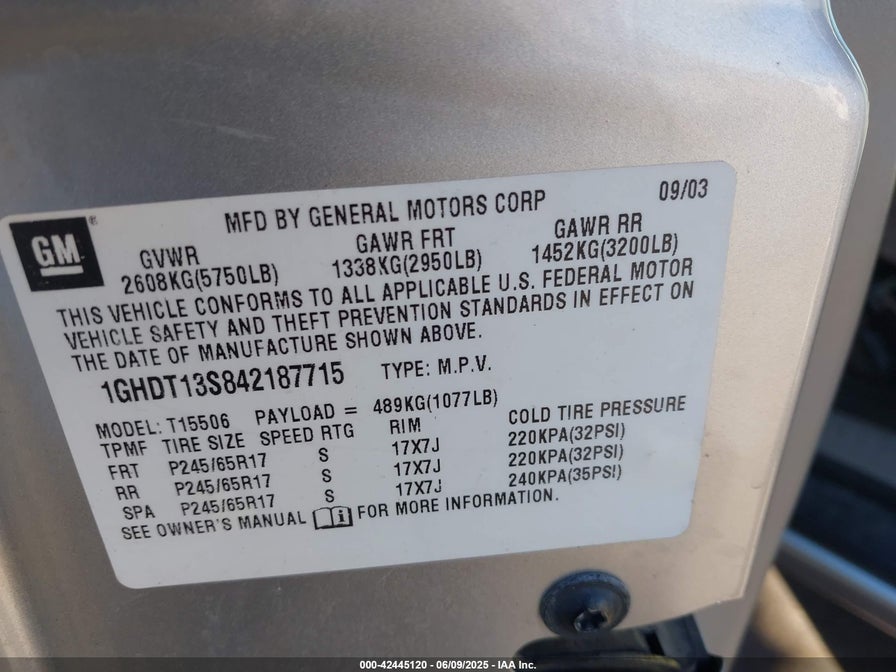 MFD BY GENERAL MOTORS CORP 09/03
GM ®
GVWR GAWR FRT GAWR RR
2608KG(5750LB) 1338KG(2950LB) 1452KG(3200LB)
THIS VEHICLE CONFORMS TO ALL APPLICABLE U.S. FEDERAL MOTOR
VEHICLE SAFETY AND THEFT PREVENTION STANDARDS IN EFFECT ON
THE DATE OF MANUFACTURE SHOWN ABOVE.
1GHDT13S842187715 TYPE: M.P.V.
MODEL: T15506 PAYLOAD = 489KG(1077LB)
TPMF TIRE SIZE SPEED RTG RIM COLD TIRE PRESSURE
FRT P245/65R17 S 17X7J 220KPA(32PSI)
RR P245/65R17 S 17X7J 220KPA(32PSI)
SPA P245/65R17 S 17X7J 240KPA(35PSI)
SEE OWNER'S MANUAL i FOR MORE INFORMATION.
000-42445120 - 06/09/2025 - IAA Inc.